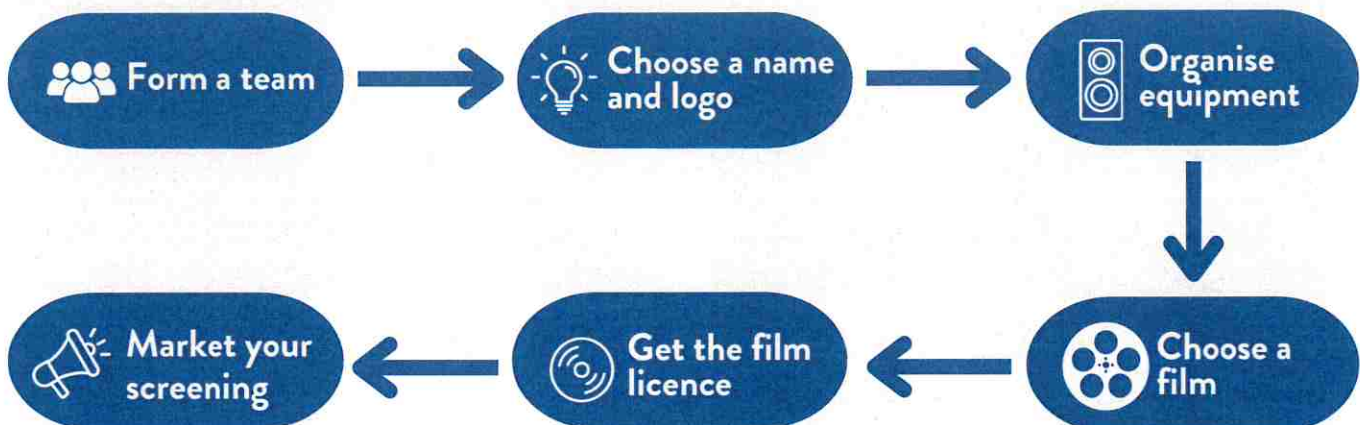 Form a team
Choose a name
and logo
Organise
equipment
Choose a
film
Get the film
licence
Market your
screening